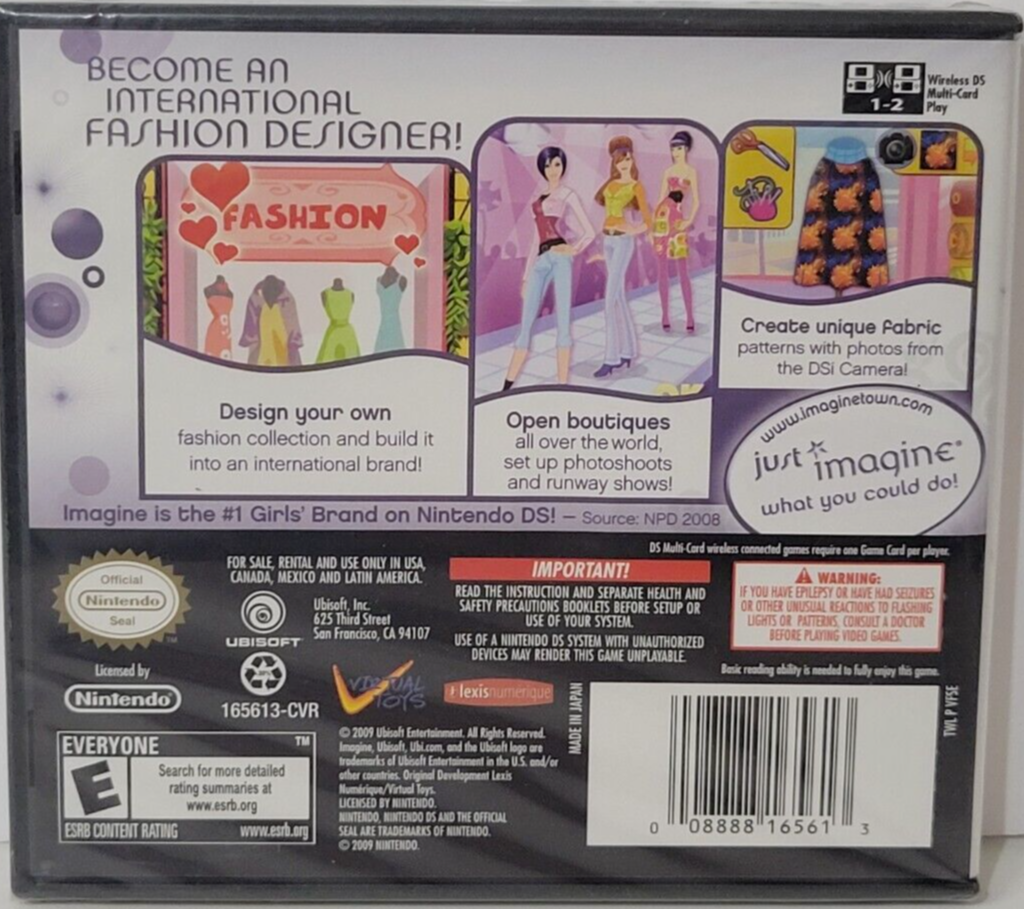 BECOME AN
INTERNATIONAL
FASHION DESIGNER!
1-2
Wireless DS
Multi-Card
Play
FASHION
Design your own
fashion collection and build it
into an international brand!
Open boutiques
all over the world,
set up photoshoots
and runway shows!
Create unique fabric
patterns with photos from
the DSi Camera!
www.imaginetown.com
just imagine®
what you could do!
Imagine is the #1 Girls' Brand on Nintendo DS! – Source: NPD 2008
DS Multi-Card wireless connected games require one Game Card per player.
Official
Nintendo
Seal
TM
FOR SALE, RENTAL AND USE ONLY IN USA,
CANADA, MEXICO AND LATIN AMERICA.
UBISOFT
Ubisoft, Inc.
625 Third Street
San Francisco, CA 94107
IMPORTANT!
READ THE INSTRUCTION AND SEPARATE HEALTH AND
SAFETY PRECAUTIONS BOOKLETS BEFORE SETUP OR
USE OF YOUR SYSTEM.
USE OF A NINTENDO DS SYSTEM WITH UNAUTHORIZED
DEVICES MAY RENDER THIS GAME UNPLAYABLE.
WARNING:
IF YOU HAVE EPILEPSY OR HAVE HAD SEIZURES
OR OTHER UNUSUAL REACTIONS TO FLASHING
LIGHTS OR PATTERNS, CONSULT A DOCTOR
BEFORE PLAYING VIDEO GAMES.
Basic reading ability is needed to fully enjoy this game.
Licensed by
Nintendo
165613-CVR
VIRTUAL
TOYS
lexisnumérique
MADE IN JAPAN
TWL P VFSE
EVERYONE
TM
E
Search for more detailed
rating summaries at
www.esrb.org
ESRB CONTENT RATING www.esrb.org
© 2009 Ubisoft Entertainment. All Rights Reserved.
Imagine, Ubisoft, Ubi.com, and the Ubisoft logo are
trademarks of Ubisoft Entertainment in the U.S. and/or
other countries. Original Development Lexis
Numérique/Virtual Toys.
LICENSED BY NINTENDO.
NINTENDO, NINTENDO DS AND THE OFFICIAL
SEAL ARE TRADEMARKS OF NINTENDO.
© 2009 NINTENDO.
0 08888 16561 3